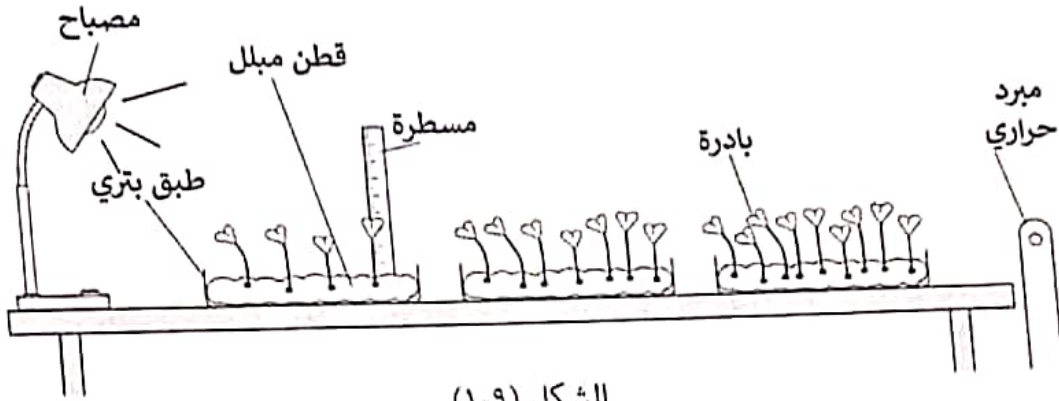 مصباح
قطن مبلل
مسطرة
بادرة
مبرد
حراري
طبق بتري
الشكل (٩-١)